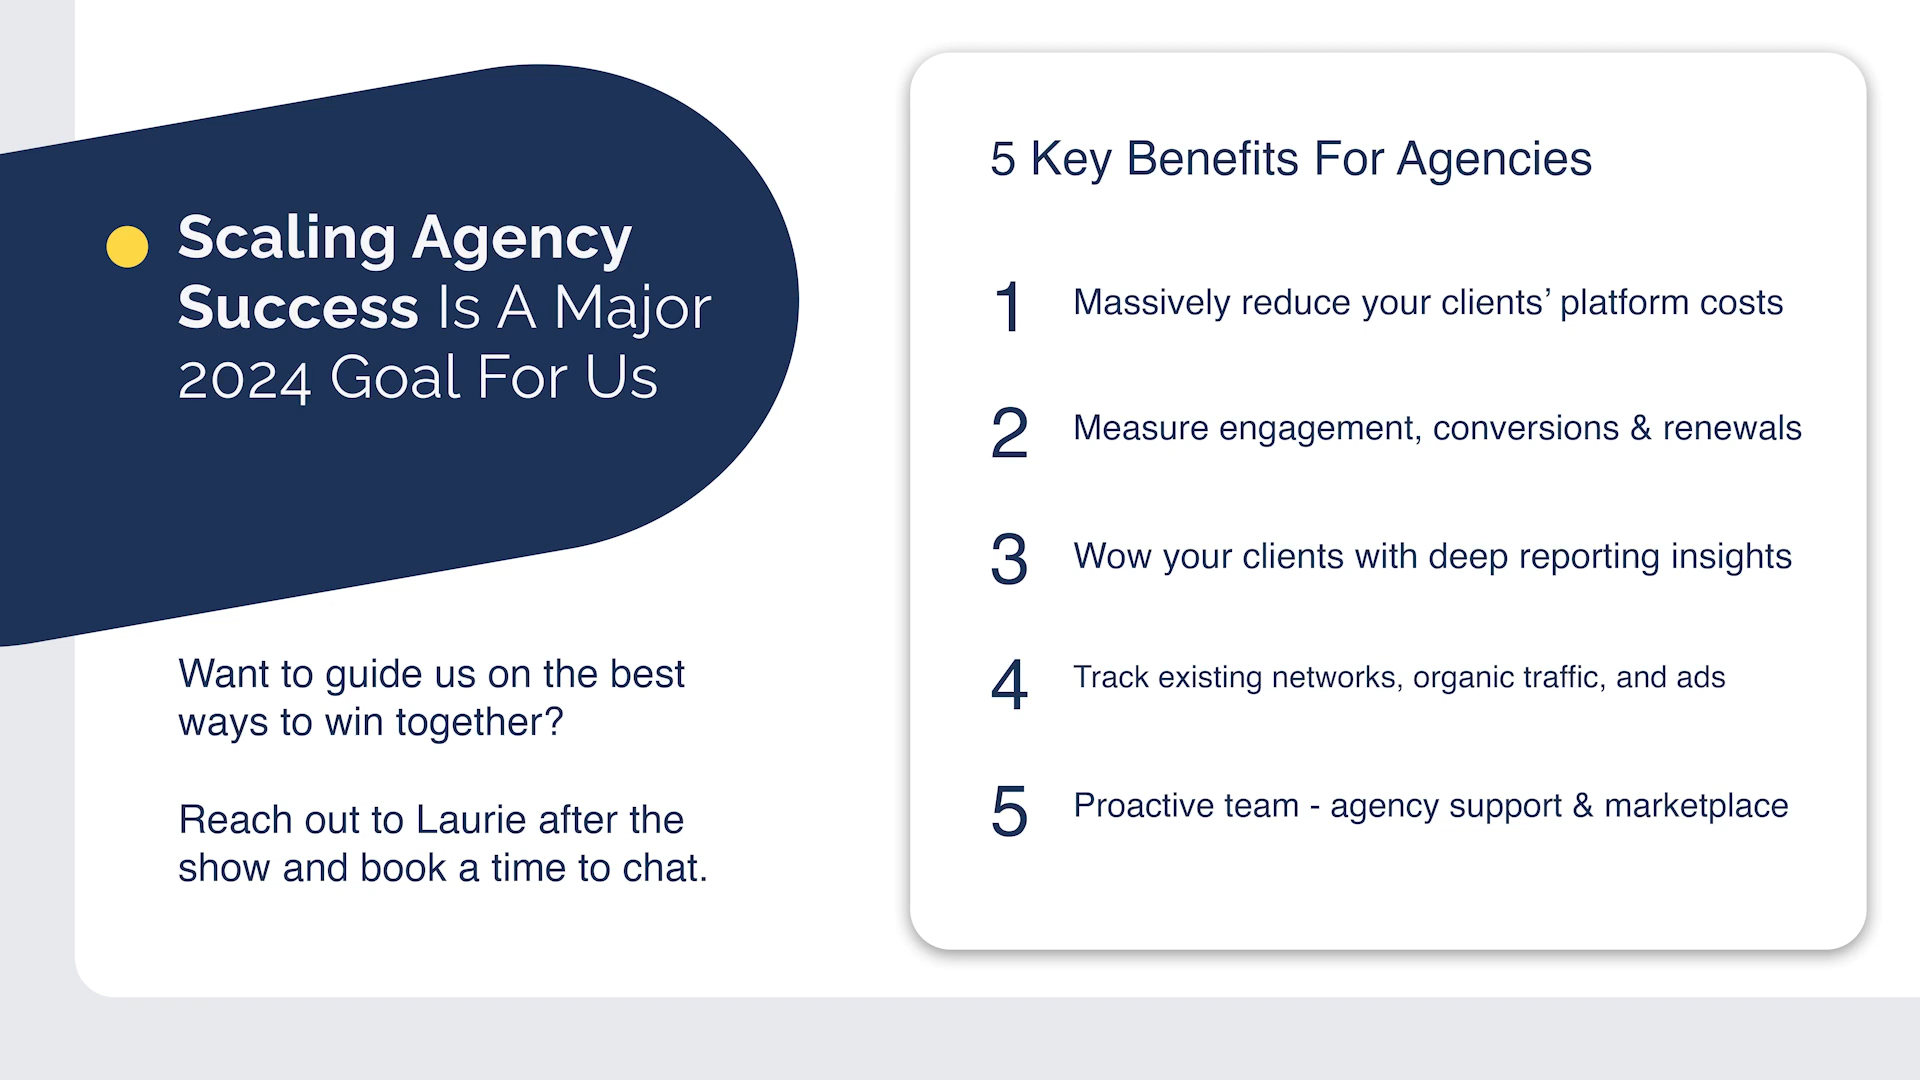 Scaling Agency
Success Is A Major
2024 Goal For Us
Want to guide us on the best
ways to win together?
Reach out to Laurie after the
show and book a time to chat.
5 Key Benefits For Agencies
1 Massively reduce your clients’ platform costs
2 Measure engagement, conversions & renewals
3 Wow your clients with deep reporting insights
4 Track existing networks, organic traffic, and ads
5 Proactive team - agency support & marketplace